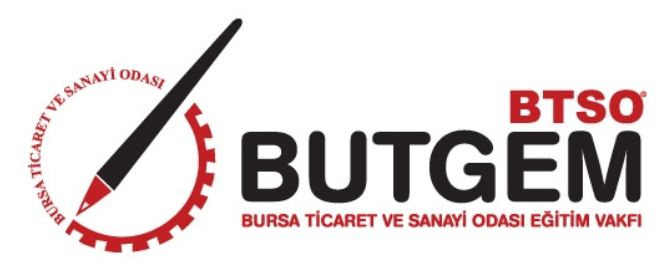 BURSA TİCARET VE SANAYİ ODASI
BTSO
BUTGEM
BURSA TİCARET VE SANAYİ ODASI EĞİTİM VAKFI